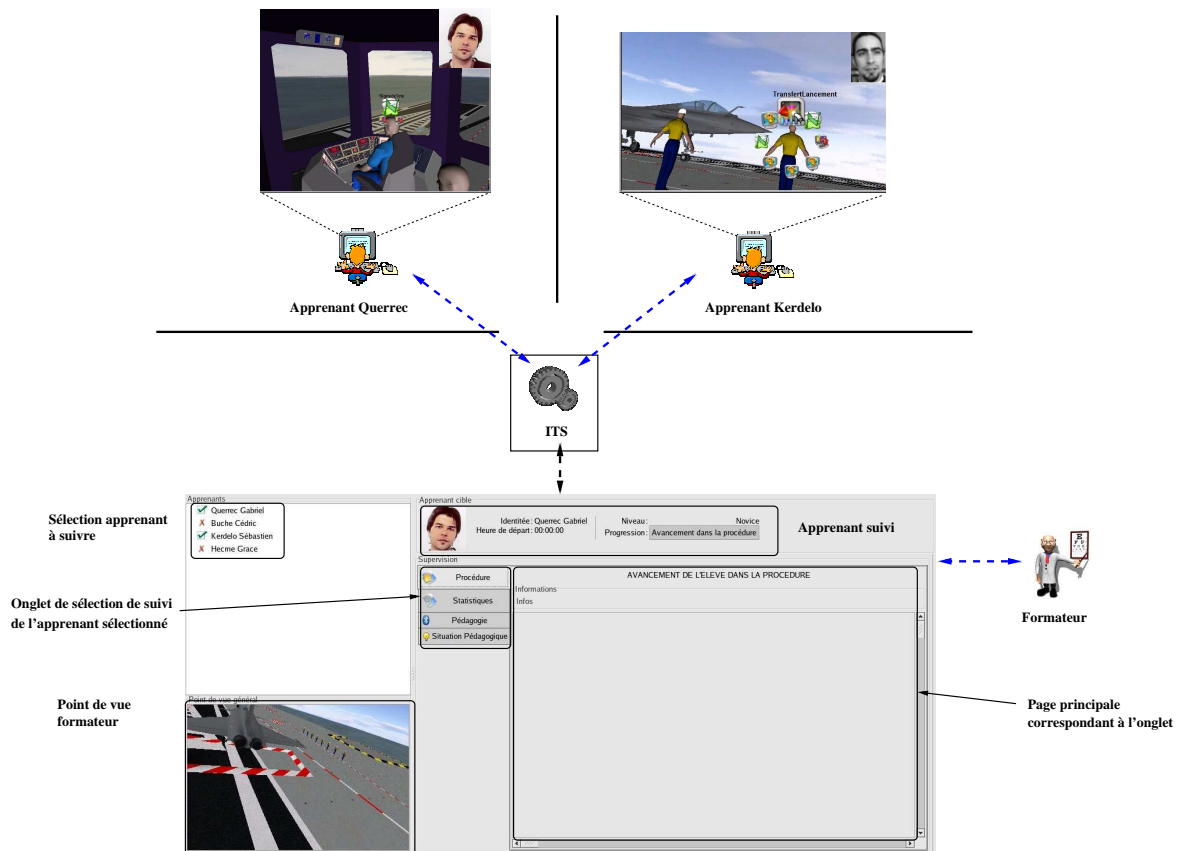 TransfertLancement
Apprenant Querrec
Apprenant Kerdelo
ITS
Apprenants
Querrec Gabriel
Buche Cédric
Kerdelo Sébastien
Hecme Grace
Sélection apprenant
à suivre
Apprenant cible
Identitée: Querrec Gabriel
Heure de départ: 00:00:00
Niveau: Novice
Progression: Avancement dans la procédure
Apprenant suivi
Supervision
Procédure
Statistiques
Pédagogie
Situation Pédagogique
AVANCEMENT DE L'ELEVE DANS LA PROCEDURE
Informations
Infos
Onglet de sélection de suivi
de l'apprenant sélectionné
Formateur
Point de vue général
Point de vue
formateur
Page principale
correspondant à l'onglet